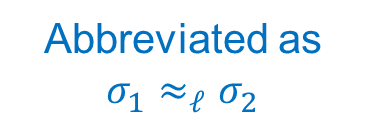 Abbreviated as
𝜎₁ ≈ℓ 𝜎₂